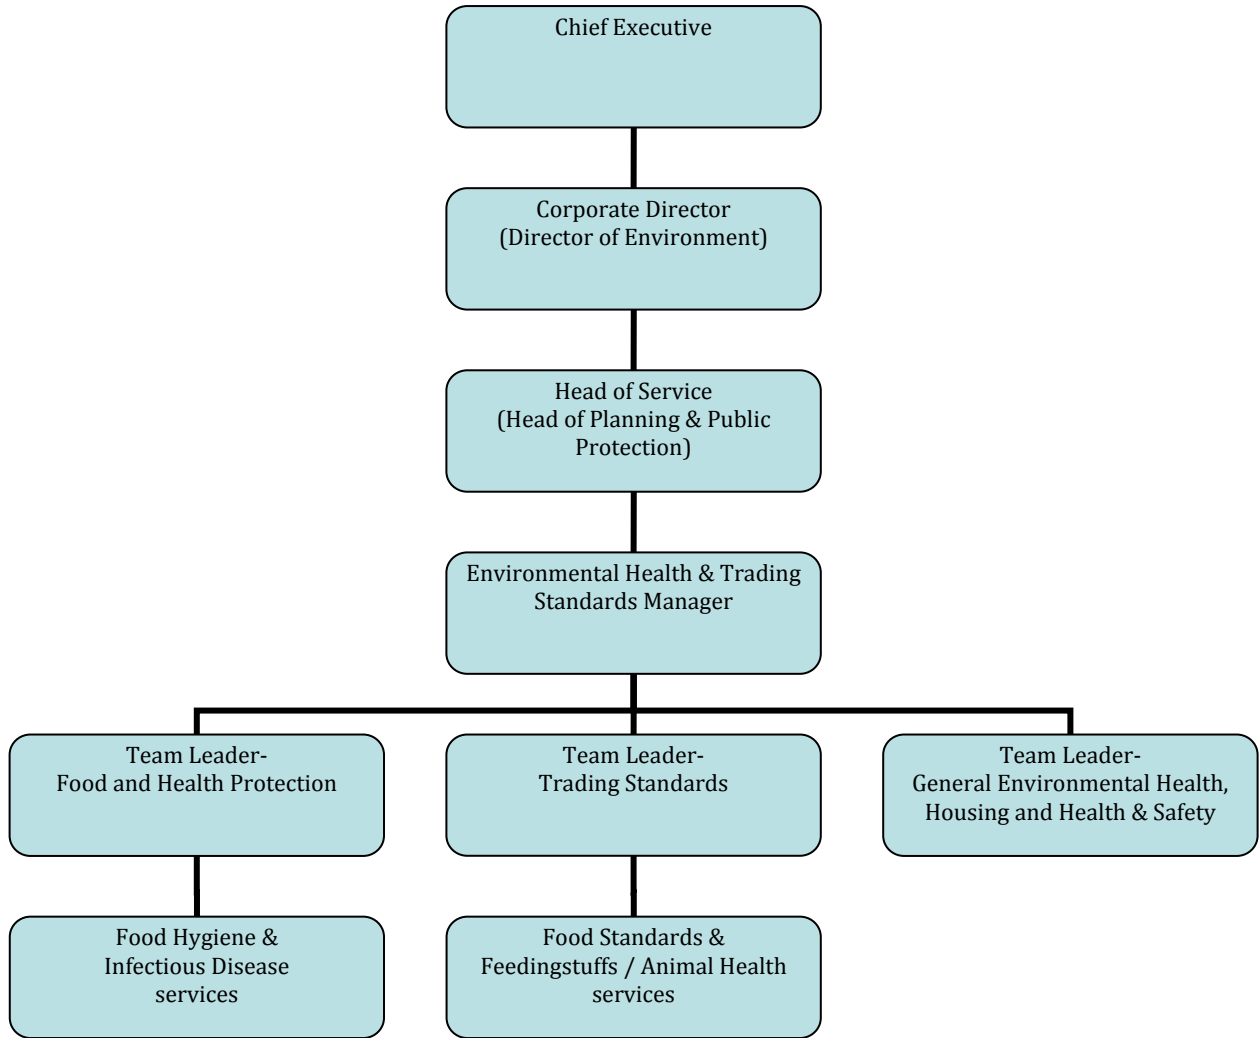 Chief Executive
Corporate Director
(Director of Environment)
Head of Service
(Head of Planning & Public
Protection)
Environmental Health & Trading
Standards Manager
Team Leader-
Food and Health Protection
Team Leader-
Trading Standards
Team Leader-
General Environmental Health,
Housing and Health & Safety
Food Hygiene &
Infectious Disease
services
Food Standards &
Feedingstuffs / Animal Health
services